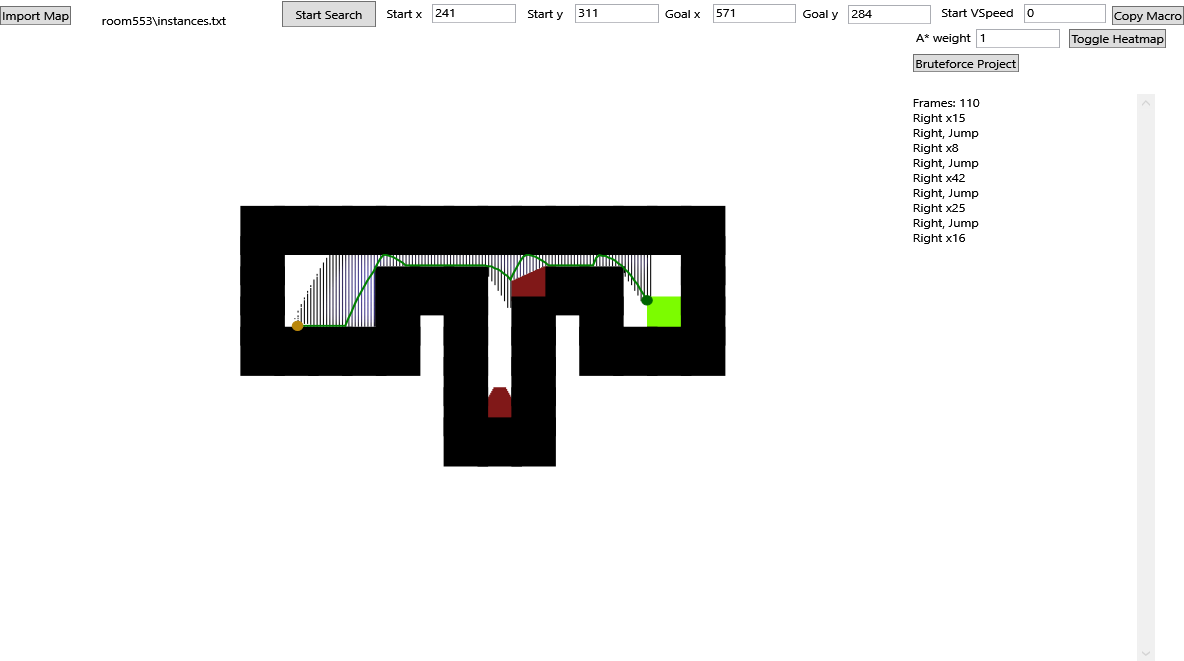 Import Map room553\instances.txt Start Search Start x 241 Start y 311 Goal x 571 Goal y 284 Start VSpeed 0 Copy Macro
A* weight 1 Toggle Heatmap
Bruteforce Project
Frames: 110
Right x15
Right, Jump
Right x8
Right, Jump
Right x42
Right, Jump
Right x25
Right, Jump
Right x16